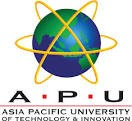 A • P • U
ASIA PACIFIC UNIVERSITY
OF TECHNOLOGY & INNOVATION